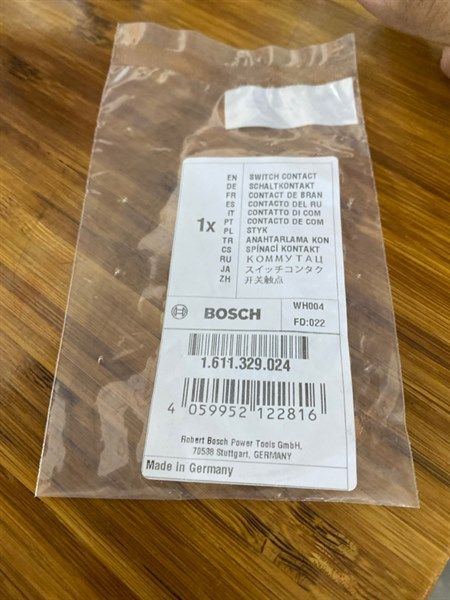 1x
EN SWITCH CONTACT
DE SCHALTKONTAKT
FR CONTACT DE BRAN
ES CONTACTO DEL RU
IT CONTATTO DI COM
PT CONTACTO DE COM
PL STYK
TR ANAHTARLAMA KON
CS SPÍNACÍ KONTAKT
RU КОММУТАЦ
JA スイッチコンタク
ZH 开关触点
BOSCH
WH004
FD:022
1.611.329.024
4 059952 122816
Robert Bosch Power Tools GmbH,
70538 Stuttgart, GERMANY
Made in Germany